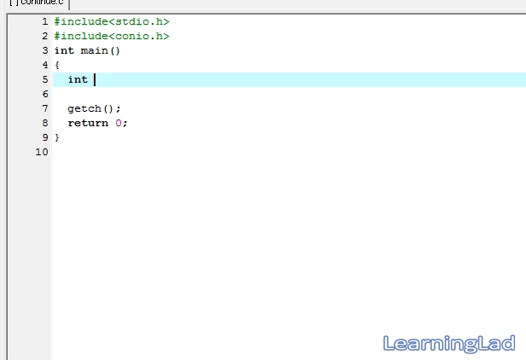 [*] continue.c
1 #include<stdio.h>
2 #include<conio.h>
3 int main()
4 {
5 int
6
7 getch();
8 return 0;
9 }
10
LearningLad